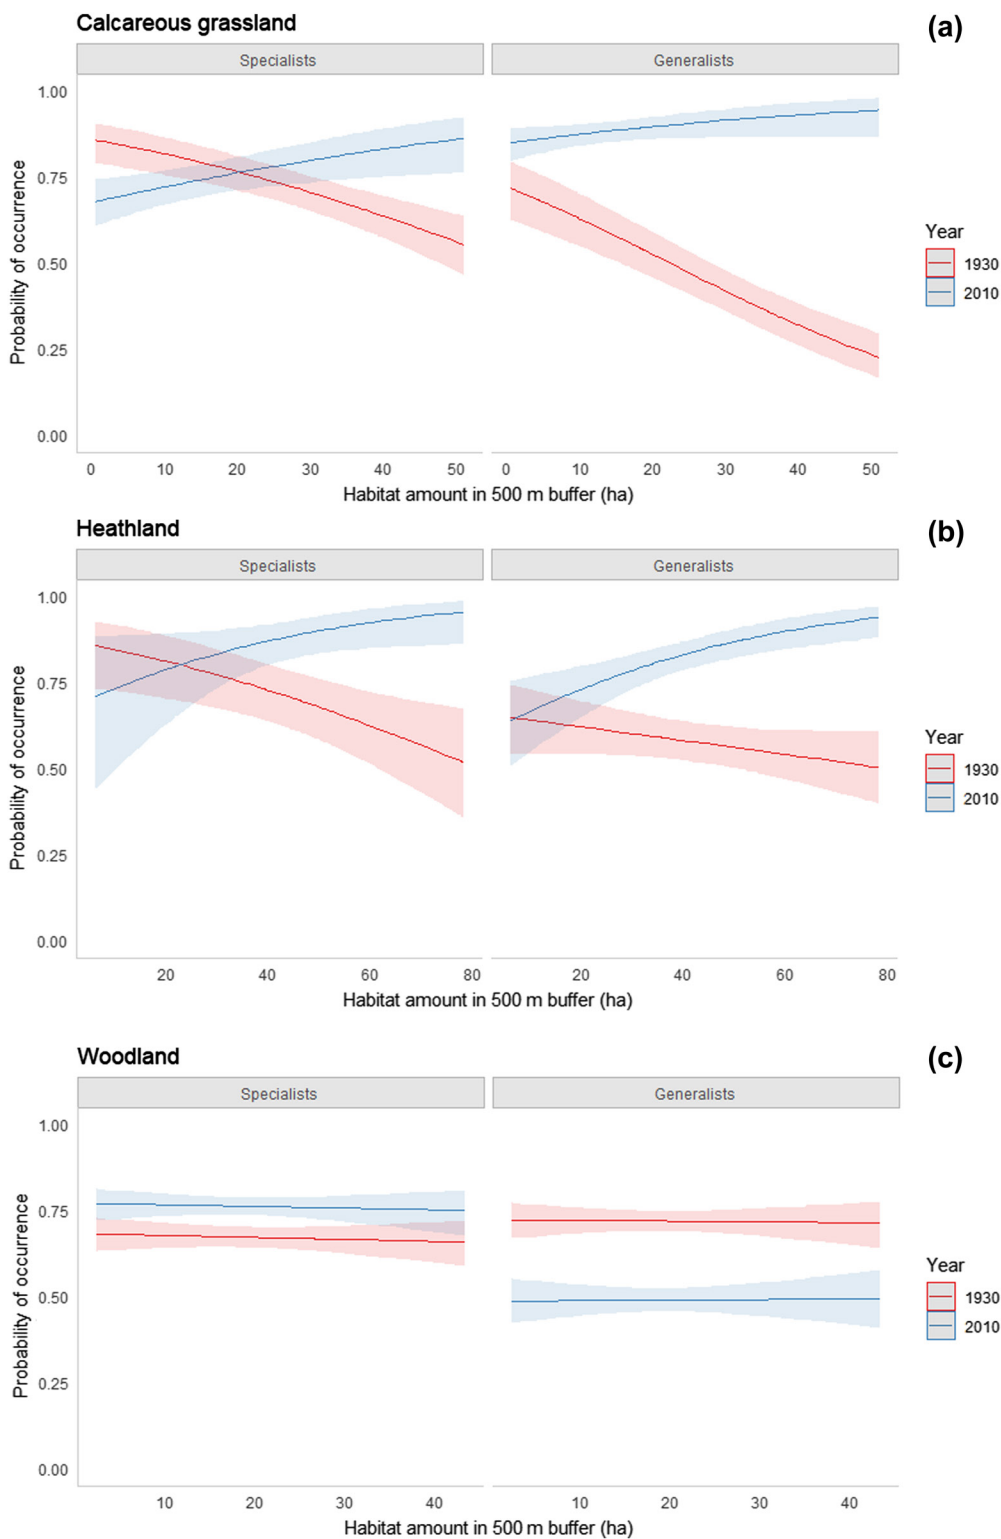 Calcareous grassland (a)
Specialists Generalists
Probability of occurrence
1.00
0.75
0.50
0.25
0.00
0 10 20 30 40 50 0 10 20 30 40 50
Habitat amount in 500 m buffer (ha)
Year
1930
2010
Heathland (b)
Specialists Generalists
Probability of occurrence
1.00
0.75
0.50
0.25
0.00
20 40 60 80 20 40 60 80
Habitat amount in 500 m buffer (ha)
Year
1930
2010
Woodland (c)
Specialists Generalists
Probability of occurrence
1.00
0.75
0.50
0.25
0.00
10 20 30 40 10 20 30 40
Habitat amount in 500 m buffer (ha)
Year
1930
2010